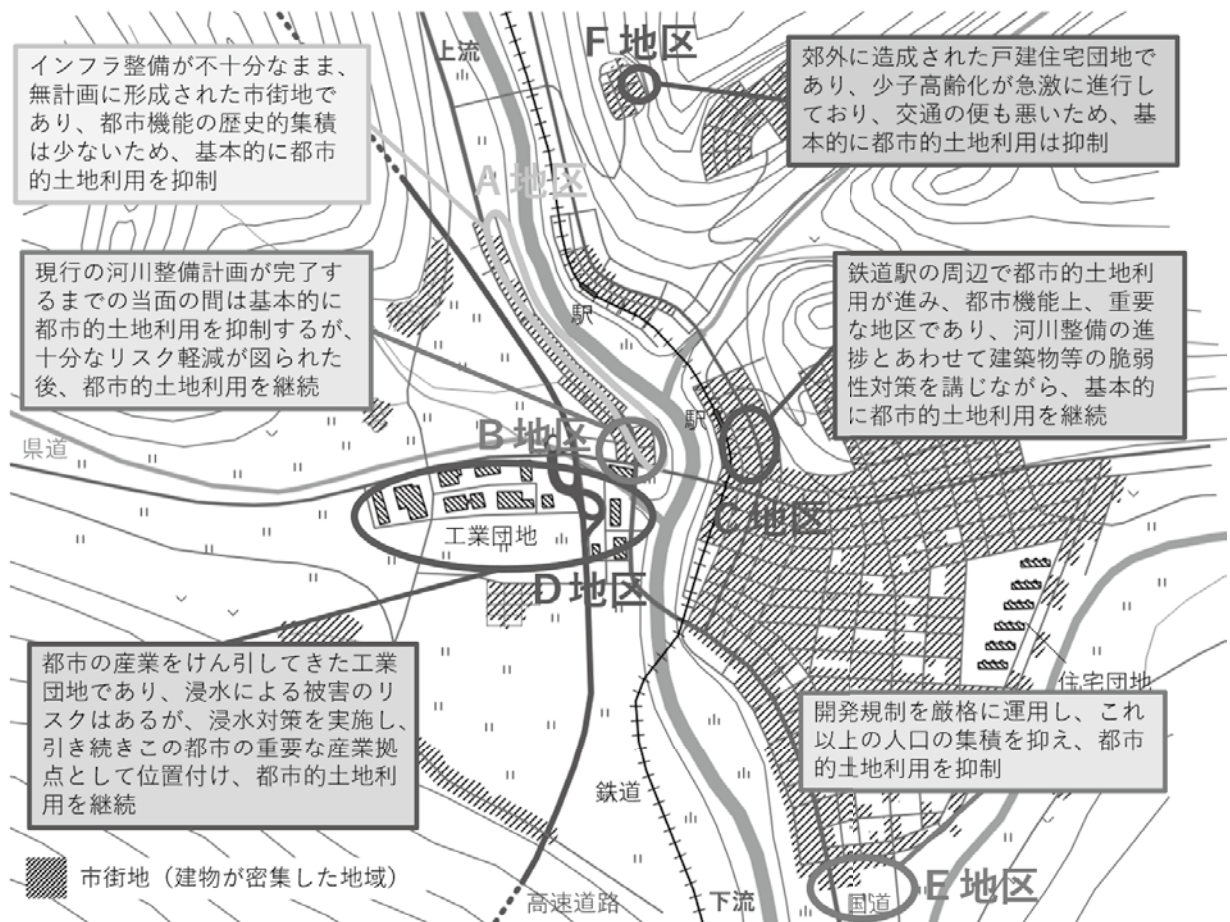 上流
F地区
インフラ整備が不十分なまま、
無計画に形成された市街地で
あり、都市機能の歴史的集積
は少ないため、基本的に都市
的土地利用を抑制
郊外に造成された戸建住宅団地で
あり、少子高齢化が急激に進行し
ており、交通の便も悪いため、基
本的に都市的土地利用は抑制
A地区
現行の河川整備計画が完了す
るまでの当面の間は基本的に
都市的土地利用を抑制するが、
十分なリスク軽減が図られた
後、都市的土地利用を継続
鉄道駅の周辺で都市的土地利
用が進み、都市機能上、重要
な地区であり、河川整備の進
捗とあわせて建築物等の脆弱
性対策を講じながら、基本的
に都市的土地利用を継続
駅
駅
県道
B地区
C地区
工業団地
D地区
都市の産業をけん引してきた工業
団地であり、浸水による被害のリ
スクはあるが、浸水対策を実施し、
引き続きこの都市の重要な産業拠
点として位置付け、都市的土地利
用を継続
住宅団地
開発規制を厳格に運用し、これ
以上の人口の集積を抑え、都市
的土地利用を抑制
鉄道
市街地（建物が密集した地域）
高速道路
下流
国道
E地区